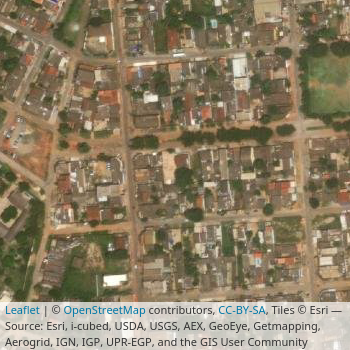 Leaflet | © OpenStreetMap contributors, CC-BY-SA, Tiles © Esri —
Source: Esri, i-cubed, USDA, USGS, AEX, GeoEye, Getmapping,
Aerogrid, IGN, IGP, UPR-EGP, and the GIS User Community